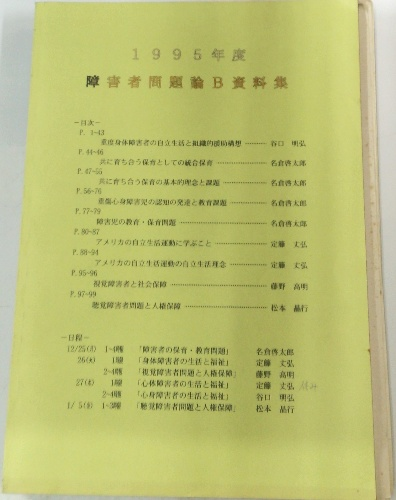 1995年度
障害者問題論B資料集
―目次―
P. 1-43
重度身体障害者の自立生活と組織的援助構想 ……… 谷口 明弘
P.44-46
共に育ち合う保育としての統合保育 ……… 名倉啓太郎
P.47-55
共に育ち合う保育の基本的理念と課題 ……… 名倉啓太郎
P.56-76
重傷心身障害児の認知の発達と教育課題 ……… 名倉啓太郎
P.77-79
障害児の教育・保育問題 ……… 名倉啓太郎
P.80-87
アメリカの自立生活運動に学ぶこと ……… 定藤 丈弘
P.88-94
アメリカの自立生活運動の自立生活理念 ……… 定藤 丈弘
P.95-96
視覚障害者と社会保障 ……… 藤野 高明
P.97-99
聴覚障害者問題と人権保障 ……… 松本 晶行
―日程―
12/25(月) 1-4限 「障害者の保育・教育問題」 名倉啓太郎
26(火) 1限 「身体障害者の生活と福祉」 定藤 丈弘
2-4限 「視覚障害者問題と人権保障」 藤野 高明
27(水) 1限 「心体障害者の生活と福祉」 定藤 丈弘
2-4限 「心身障害者の生活と福祉」 谷口 明弘
1/ 5(金) 1-3限 「聴覚障害者問題と人権保障」 松本 晶行